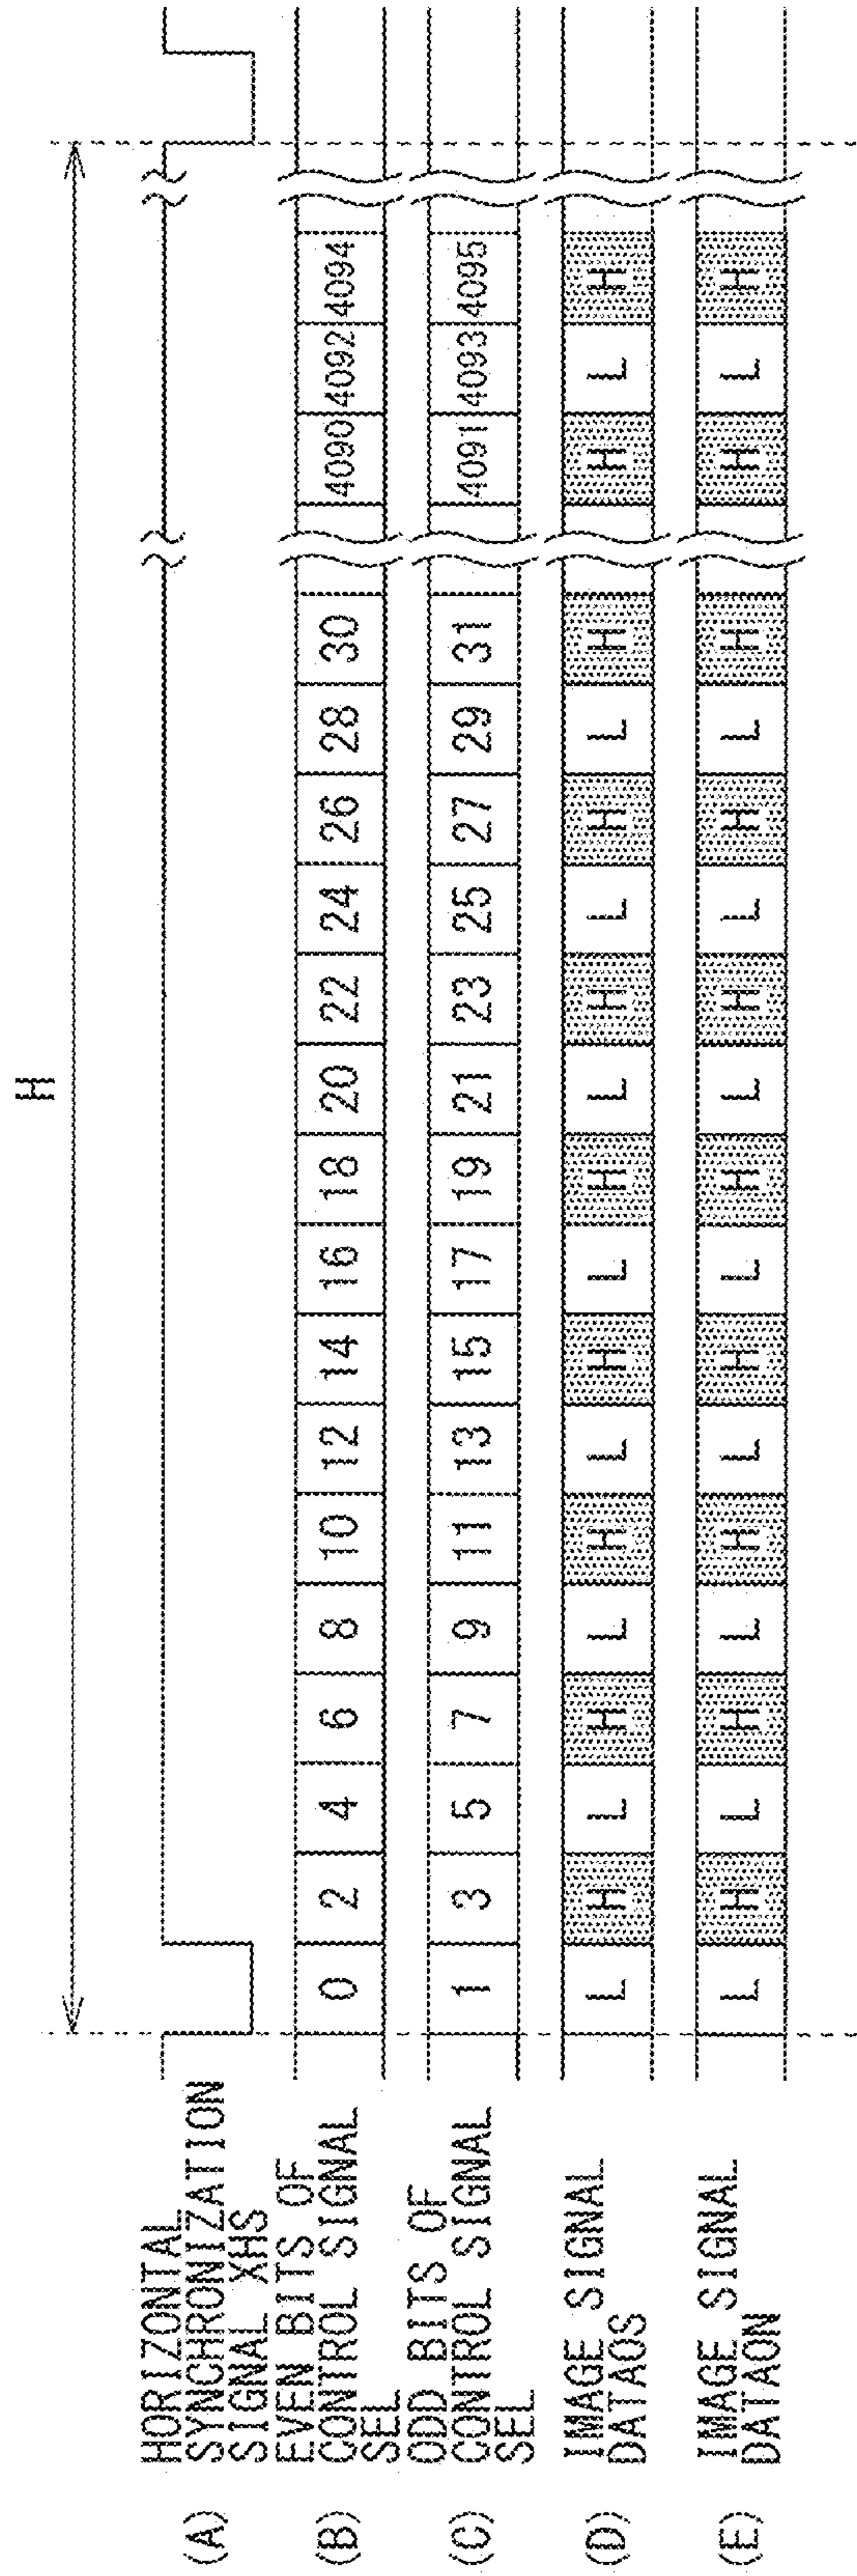 H
(A) HORIZONTAL
SYNCHRONIZATION
SIGNAL XHS
(B) EVEN BITS OF
CONTROL SIGNAL
SEL
0 2 4 6 8 10 12 14 16 18 20 22 24 26 28 30 4090 4092 4094
(C) ODD BITS OF
CONTROL SIGNAL
SEL
1 3 5 7 9 11 13 15 17 19 21 23 25 27 29 31 4091 4093 4095
(D) IMAGE SIGNAL
DATAOS
L H L H L H L H L H L H L H L H H L H
(E) IMAGE SIGNAL
DATAON
L H L H L H L H L H L H L H L H H L H